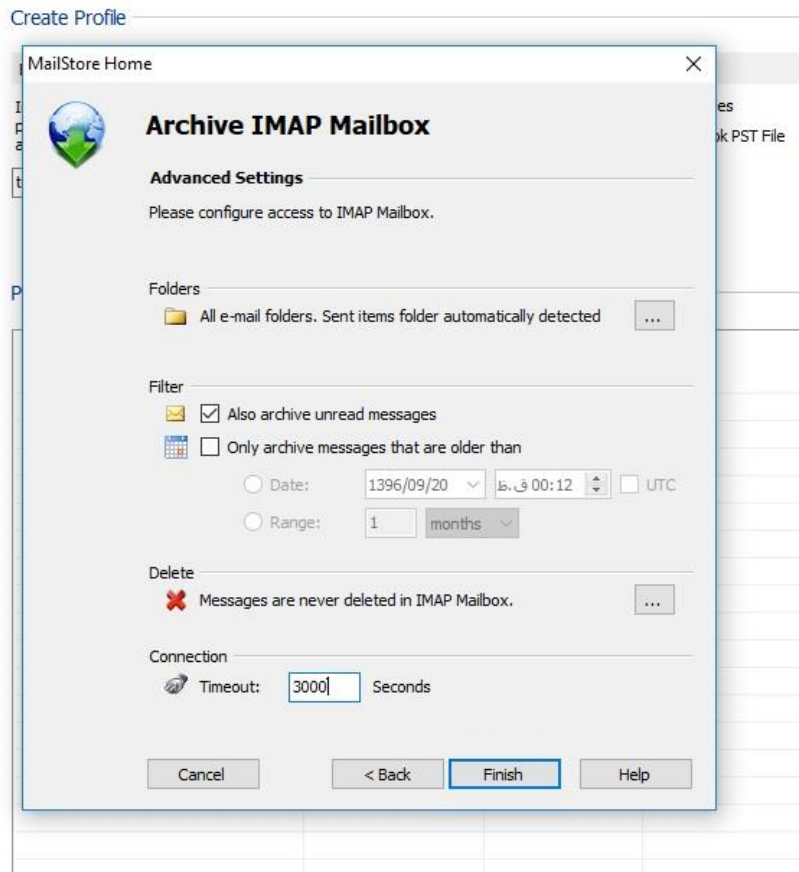 Create Profile
MailStore Home
es
ok PST File
Archive IMAP Mailbox
Advanced Settings
Please configure access to IMAP Mailbox.
Folders
All e-mail folders. Sent items folder automatically detected
...
Filter
Also archive unread messages
Only archive messages that are older than
Date: 1396/09/20 00:12 ق.ظ UTC
Range: 1 months
Delete
Messages are never deleted in IMAP Mailbox.
...
Connection
Timeout: 3000 Seconds
Cancel < Back Finish Help